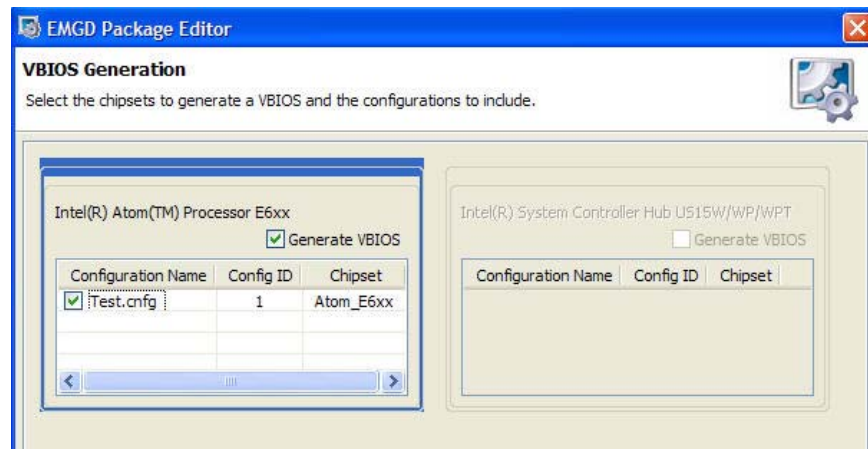 EMGD Package Editor
VBIOS Generation
Select the chipsets to generate a VBIOS and the configurations to include.
Intel(R) Atom(TM) Processor E6xx
Generate VBIOS
Configuration Name Config ID Chipset
Test.cnfg 1 Atom_E6xx
Intel(R) System Controller Hub US15W/WP/WPT
Generate VBIOS
Configuration Name Config ID Chipset